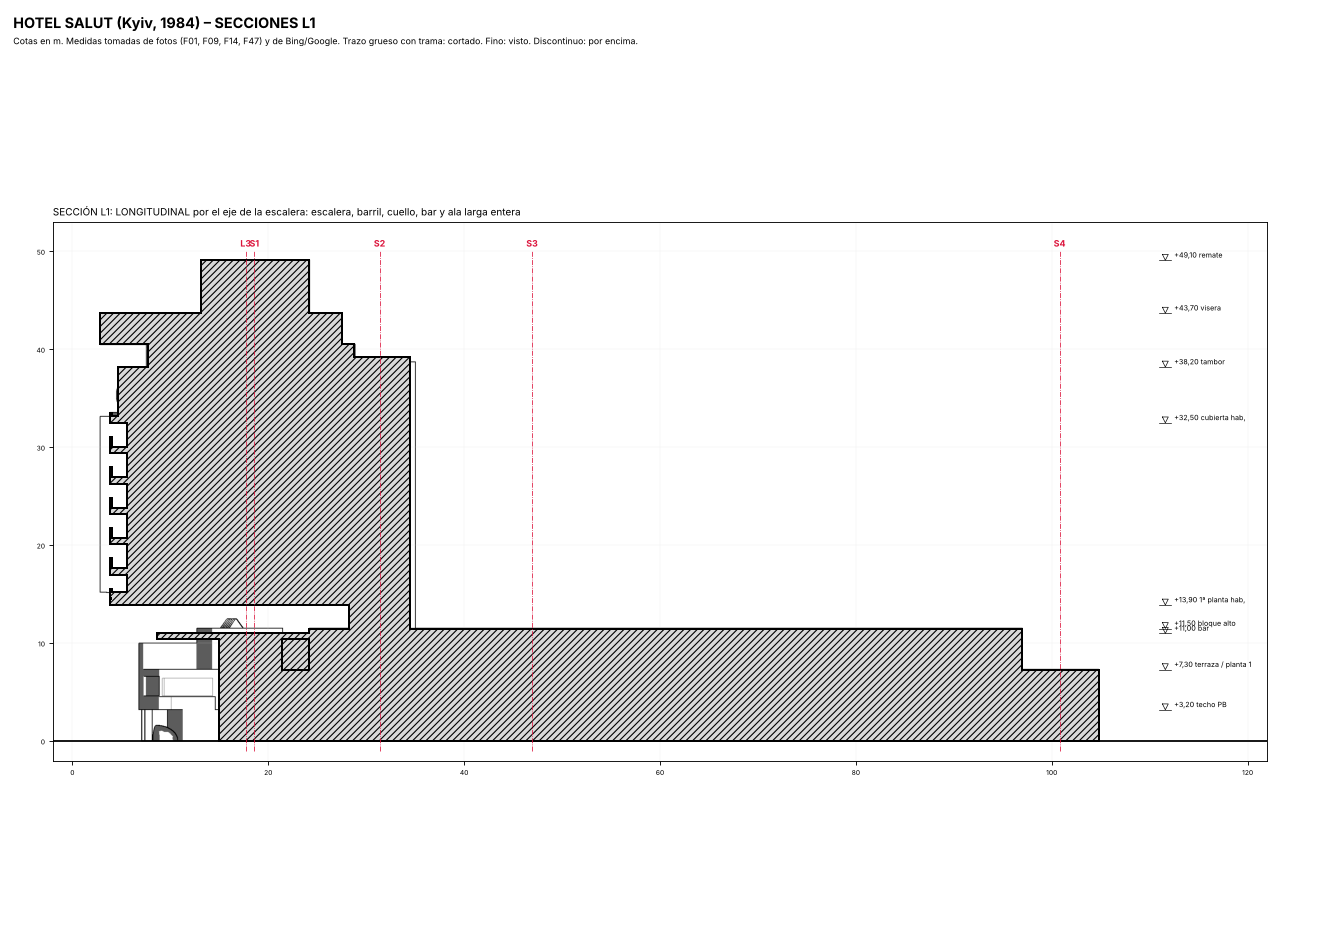 HOTEL SALUT (Kyiv, 1984) – SECCIONES L1
Cotas en m. Medidas tomadas de fotos (F01, F09, F14, F47) y de Bing/Google. Trazo grueso con trama: cortado. Fino: visto. Discontinuo: por encima.
SECCIÓN L1: LONGITUDINAL por el eje de la escalera: escalera, barril, cuello, bar y ala larga entera
L3 S1 S2 S3 S4
50
+49,10 remate
+43,70 visera
40
+38,20 tambor
+32,50 cubierta hab,
30
20
+13,90 1ª planta hab,
+11,50 bloque alto
+11,00 bar
10
+7,30 terraza / planta 1
+3,20 techo PB
0
0 20 40 60 80 100 120